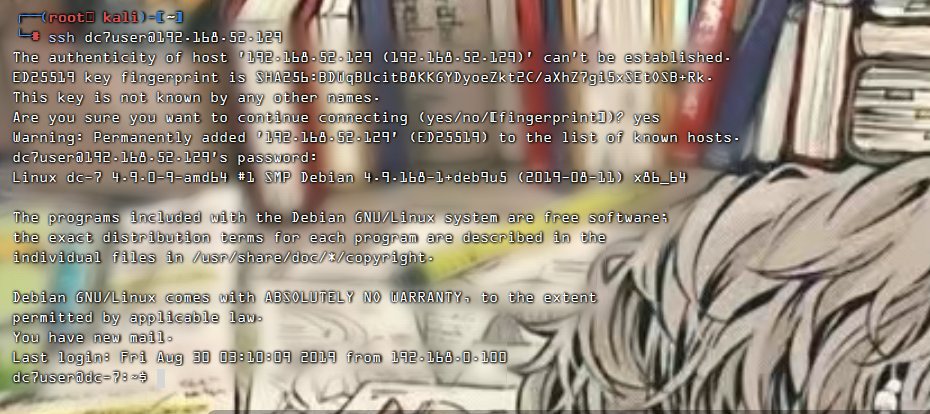 ┌──(root㉿kali)-[~]
└─# ssh dc7user@192.168.52.129
The authenticity of host '192.168.52.129 (192.168.52.129)' can't be established.
ED25519 key fingerprint is SHA256:BDWgBUcitB8KKGYDyoeZkt2C/aXhZ7gi5xSEtOSB+Rk.
This key is not known by any other names.
Are you sure you want to continue connecting (yes/no/[fingerprint])? yes
Warning: Permanently added '192.168.52.129' (ED25519) to the list of known hosts.
dc7user@192.168.52.129's password:
Linux dc-7 4.9.0-9-amd64 #1 SMP Debian 4.9.168-1+deb9u5 (2019-08-11) x86_64
The programs included with the Debian GNU/Linux system are free software;
the exact distribution terms for each program are described in the
individual files in /usr/share/doc/*/copyright.
Debian GNU/Linux comes with ABSOLUTELY NO WARRANTY, to the extent
permitted by applicable law.
You have new mail.
Last login: Fri Aug 30 03:10:09 2019 from 192.168.0.100
dc7user@dc-7:~$